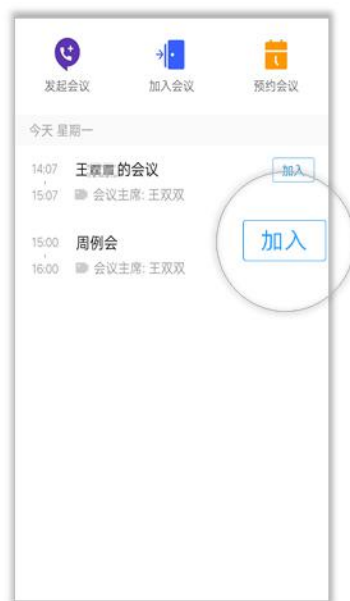 发起会议
加入会议
预约会议
今天 星期一
14:07
王的会议
加入
15:07
会议主席: 王双双
15:00
周例会
加入
16:00
会议主席: 王双双